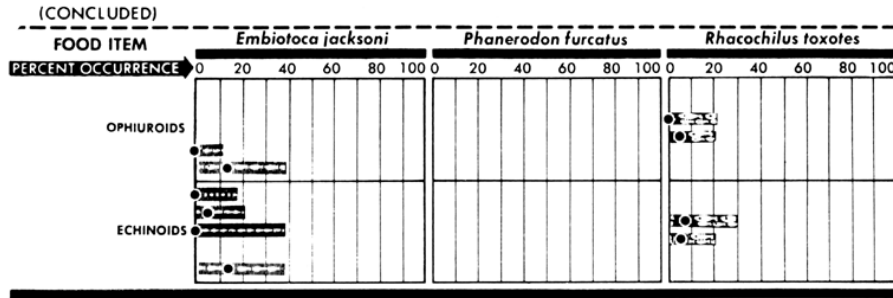 (CONCLUDED)
FOOD ITEM Embiotoca jacksoni Phanerodon furcatus Rhacochilus toxotes
PERCENT OCCURRENCE 0 20 40 60 80 100 0 20 40 60 80 100 0 20 40 60 80 100
OPHIUROIDS
ECHINOIDS